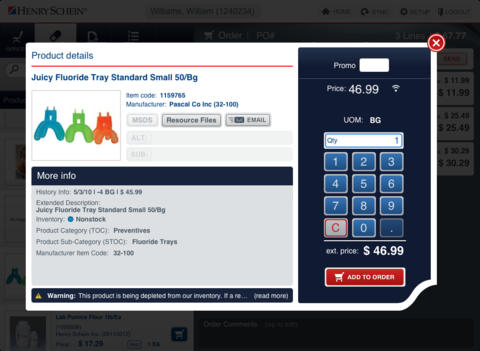 HENRY SCHEIN® Williams, William (1240234) HOME SYNC SETUP LOGOUT
Order | PO# 3 Lines
Product details
Juicy Fluoride Tray Standard Small 50/Bg
Item code: 1159765
Manufacturer: Pascal Co Inc (32-100)
MSDS Resource Files EMAIL
ALT:
SUB:
More info
History Info: 5/3/10 | -4 BG | $ 45.99
Extended Description:
Juicy Fluoride Tray Standard Small 50/Bg
Inventory: Nonstock
Product Category (TOC): Preventives
Product Sub-Category (STOC): Fluoride Trays
Manufacturer Item Code: 32-100
Warning: This product is being depleted from our inventory. If a re... (read more)
Promo
Price: 46.99
UOM: BG
Qty 1
1 2 3
4 5 6
7 8 9
C 0 .
ext. price: $ 46.99
ADD TO ORDER
SEND
$ 11.99
$ 11.99
$ 25.49
$ 25.49
$ 30.29
$ 30.29
Price : $ 17.29
Order Comments (tap to edit)